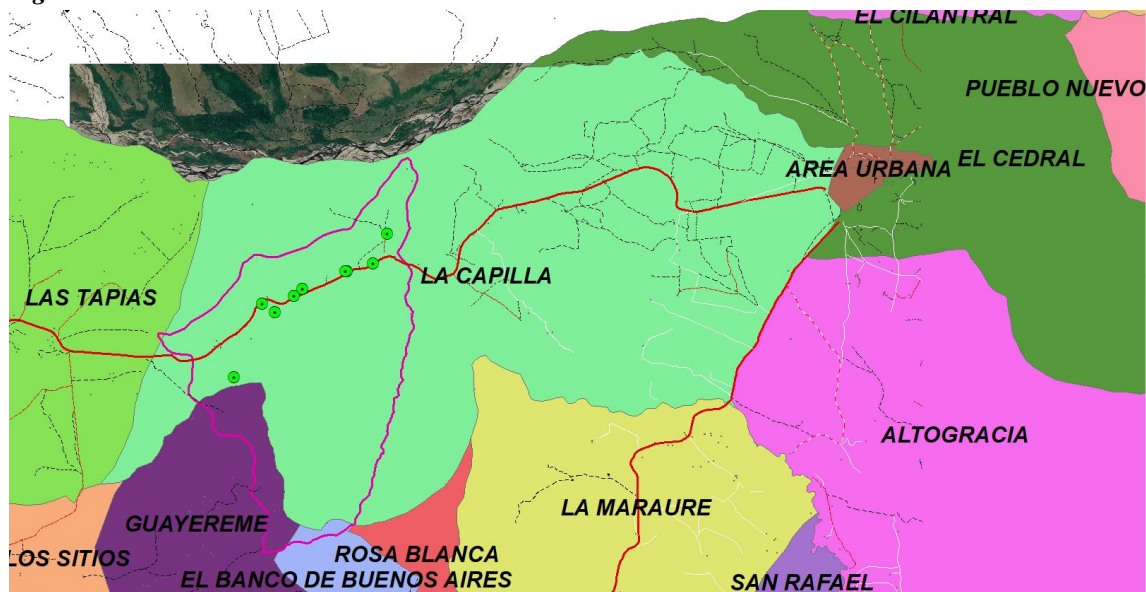 EL CILANTRAL
PUEBLO NUEVO
EL CEDRAL
AREA URBANA
LA CAPILLA
LAS TAPIAS
ALTOGRACIA
LA MARAURE
GUAYEREME
LOS SITIOS
ROSA BLANCA
EL BANCO DE BUENOS AIRES
SAN RAFAEL